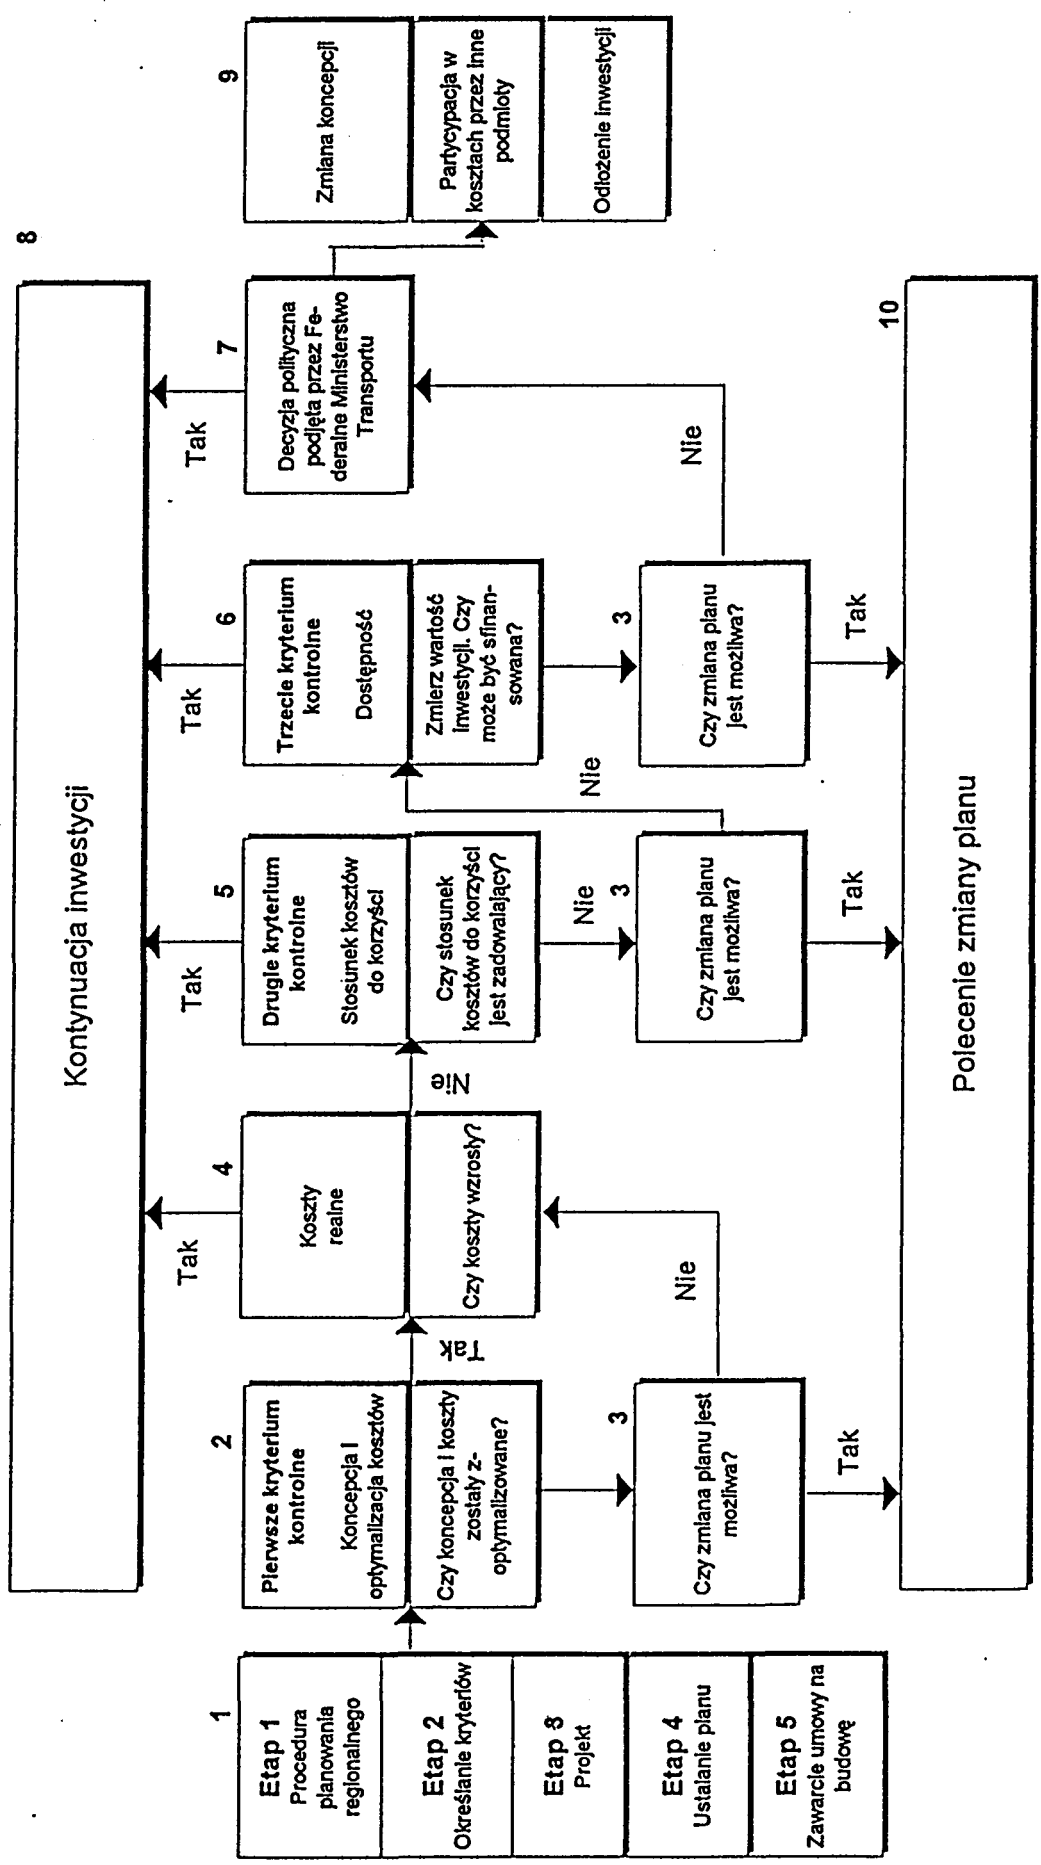 Kontynuacja inwestycji
8
Tak
Tak
Tak
Tak
1
Etap 1
Procedura
planowania
regionalnego
Etap 2
Określanie kryteriów
Etap 3
Projekt
Etap 4
Ustalanie planu
Etap 5
Zawarcie umowy na
budowę
2
Pierwsze kryterium
kontrolne
Koncepcja i
optymalizacja kosztów
Czy koncepcja i koszty
zostały z-
optymalizowane?
Tak
3
Czy zmiana planu jest
możliwa?
Nie
Tak
4
Koszty
realne
Czy koszty wzrosły?
Nie
5
Drugie kryterium
kontrolne
Stosunek kosztów
do korzyści
Czy stosunek
kosztów do korzyści
jest zadowalający?
Nie
3
Czy zmiana planu
jest możliwa?
Nie
Tak
6
Trzecie kryterium
kontrolne
Dostępność
Zmierz wartość
inwestycji. Czy
może być sfinan-
sowana?
3
Czy zmiana planu
jest możliwa?
Nie
Tak
7
Decyzja polityczna
podjęta przez Fe-
deralne Ministerstwo
Transportu
9
Zmiana koncepcji
Partycypacja w
kosztach przez inne
podmioty
Odłożenie inwestycji
10
Polecenie zmiany planu